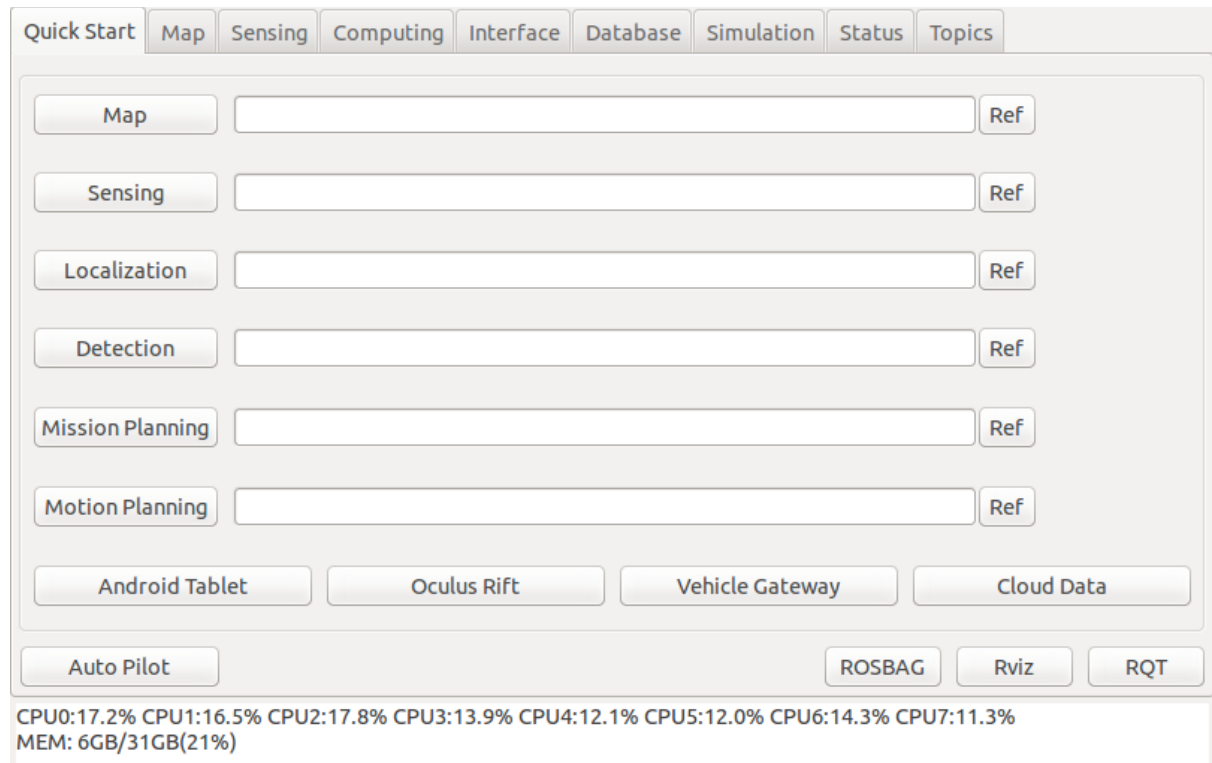 Quick Start Map Sensing Computing Interface Database Simulation Status Topics
Map Ref
Sensing Ref
Localization Ref
Detection Ref
Mission Planning Ref
Motion Planning Ref
Android Tablet Oculus Rift Vehicle Gateway Cloud Data
Auto Pilot ROSBAG Rviz RQT
CPU0:17.2% CPU1:16.5% CPU2:17.8% CPU3:13.9% CPU4:12.1% CPU5:12.0% CPU6:14.3% CPU7:11.3%
MEM: 6GB/31GB(21%)